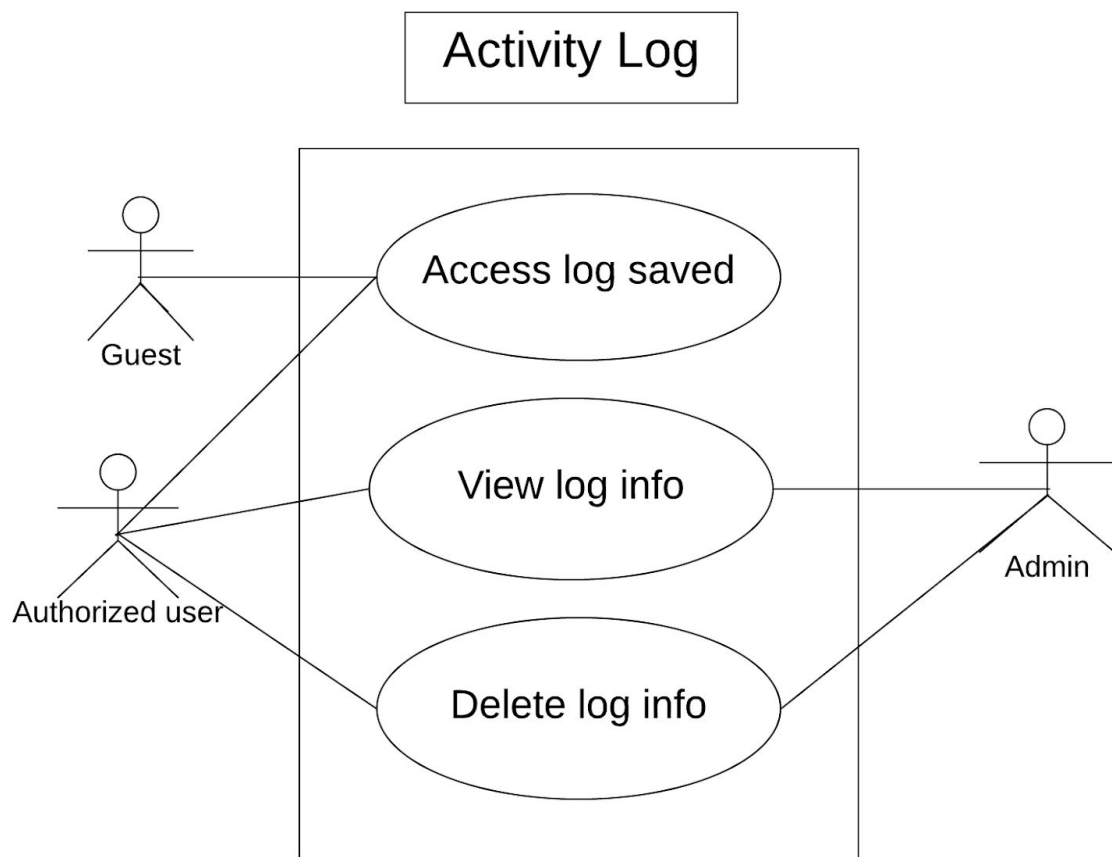 Activity Log
Access log saved
Guest
View log info
Admin
Authorized user
Delete log info